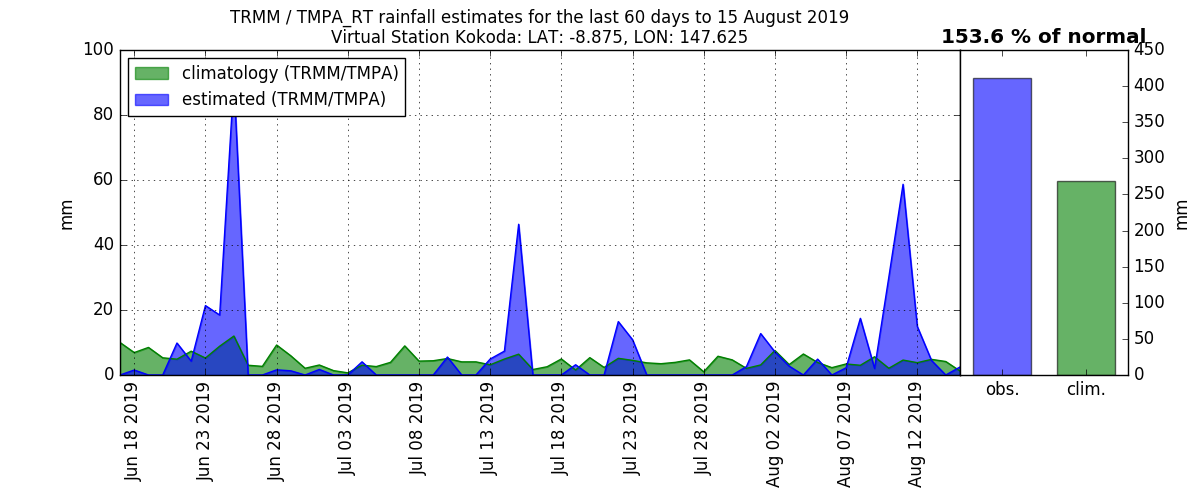 TRMM / TMPA_RT rainfall estimates for the last 60 days to 15 August 2019
Virtual Station Kokoda: LAT: -8.875, LON: 147.625
153.6 % of normal
climatology (TRMM/TMPA)
estimated (TRMM/TMPA)
100
80
60
40
20
0
mm
450
400
350
300
250
200
150
100
50
0
mm
Jun 18 2019
Jun 23 2019
Jun 28 2019
Jul 03 2019
Jul 08 2019
Jul 13 2019
Jul 18 2019
Jul 23 2019
Jul 28 2019
Aug 02 2019
Aug 07 2019
Aug 12 2019
obs.
clim.